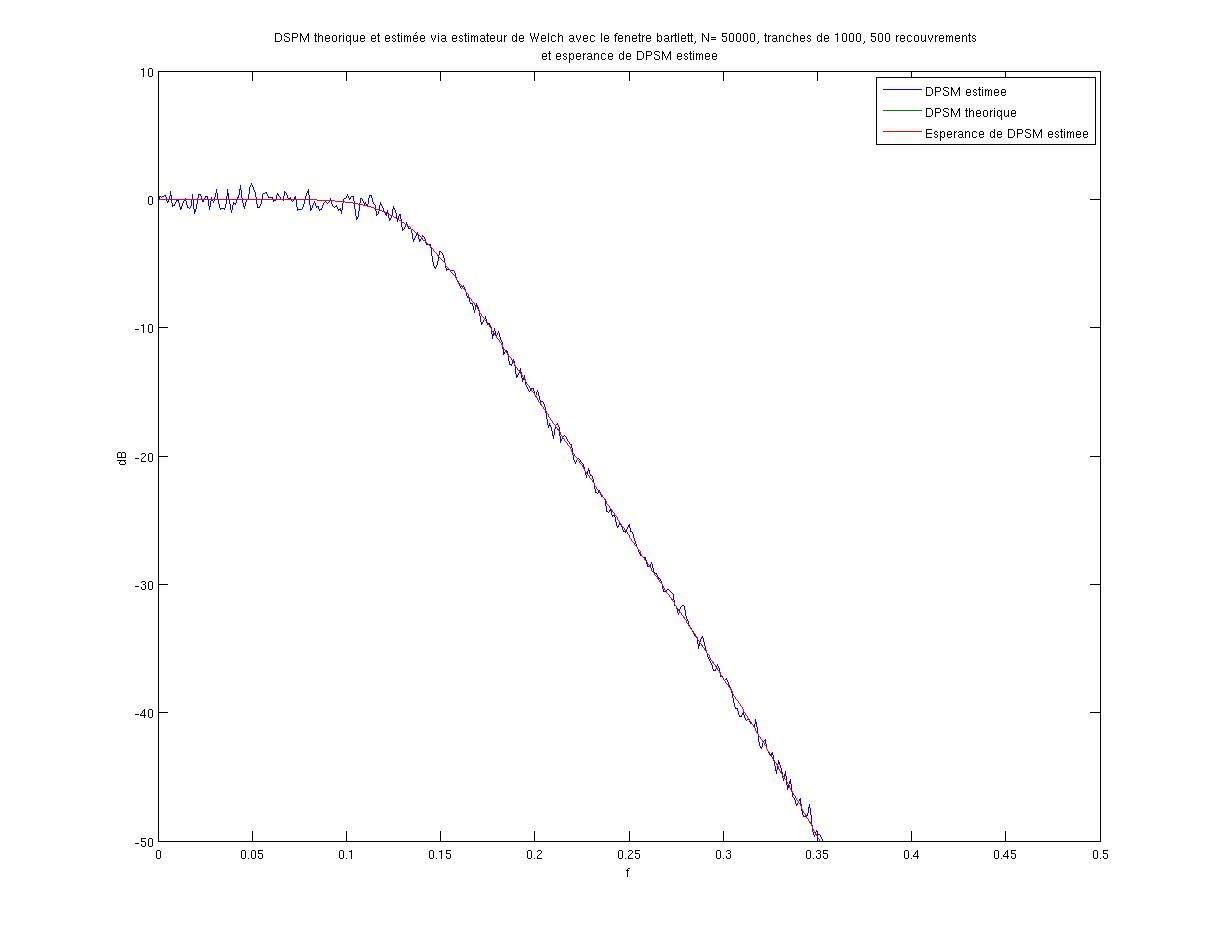 DSPM theorique et estimée via estimateur de Welch avec le fenetre bartlett, N= 50000, tranches de 1000, 500 recouvrements
et esperance de DPSM estimee
DPSM estimee
DPSM theorique
Esperance de DPSM estimee
10
0
-10
-20
-30
-40
-50
dB
0
0.05
0.1
0.15
0.2
0.25
0.3
0.35
0.4
0.45
0.5
f